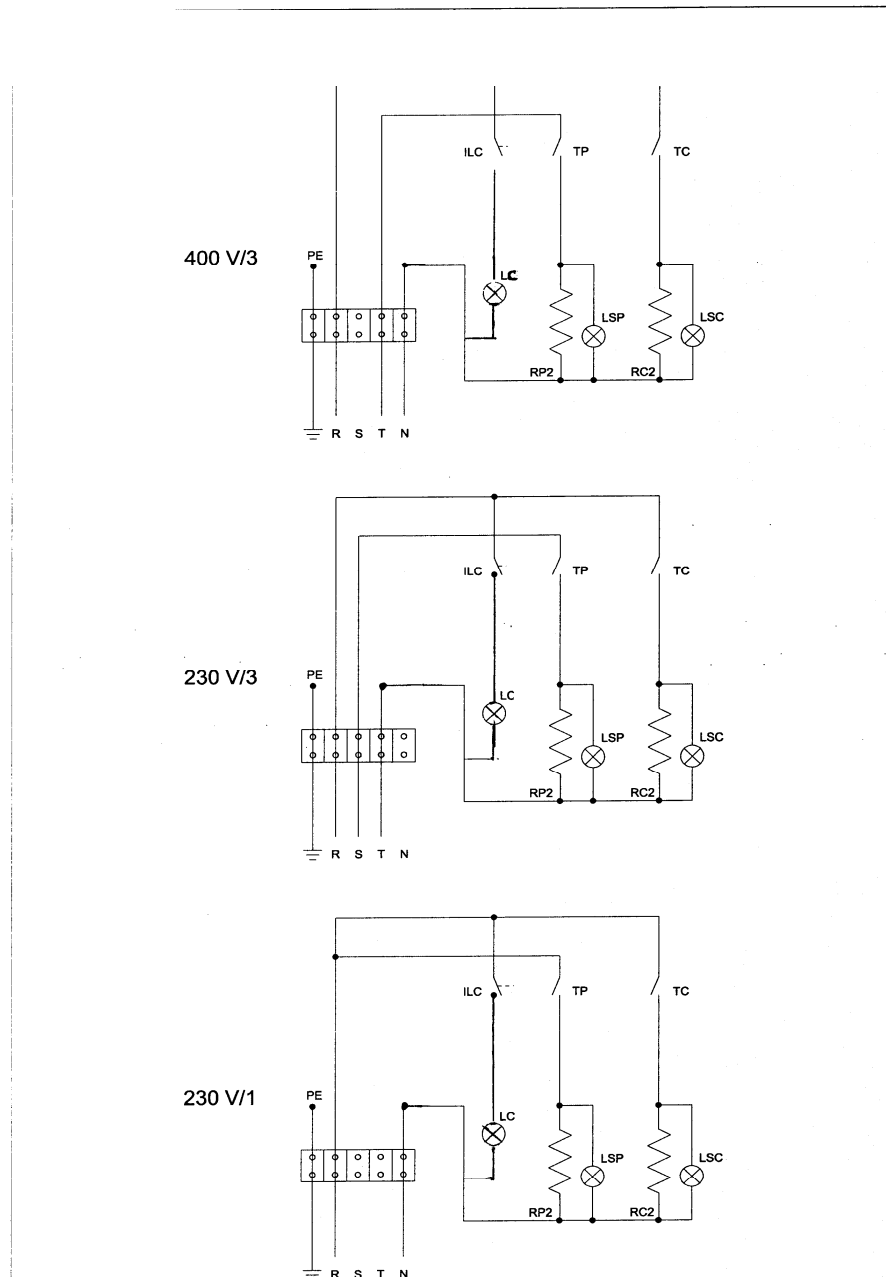 ILC TP TC
400 V/3 PE
LC
LSP LSC
RP2 RC2
R S T N
ILC TP TC
230 V/3 PE
LC
LSP LSC
RP2 RC2
R S T N
ILC TP TC
230 V/1 PE
LC
LSP LSC
RP2 RC2
R S T N